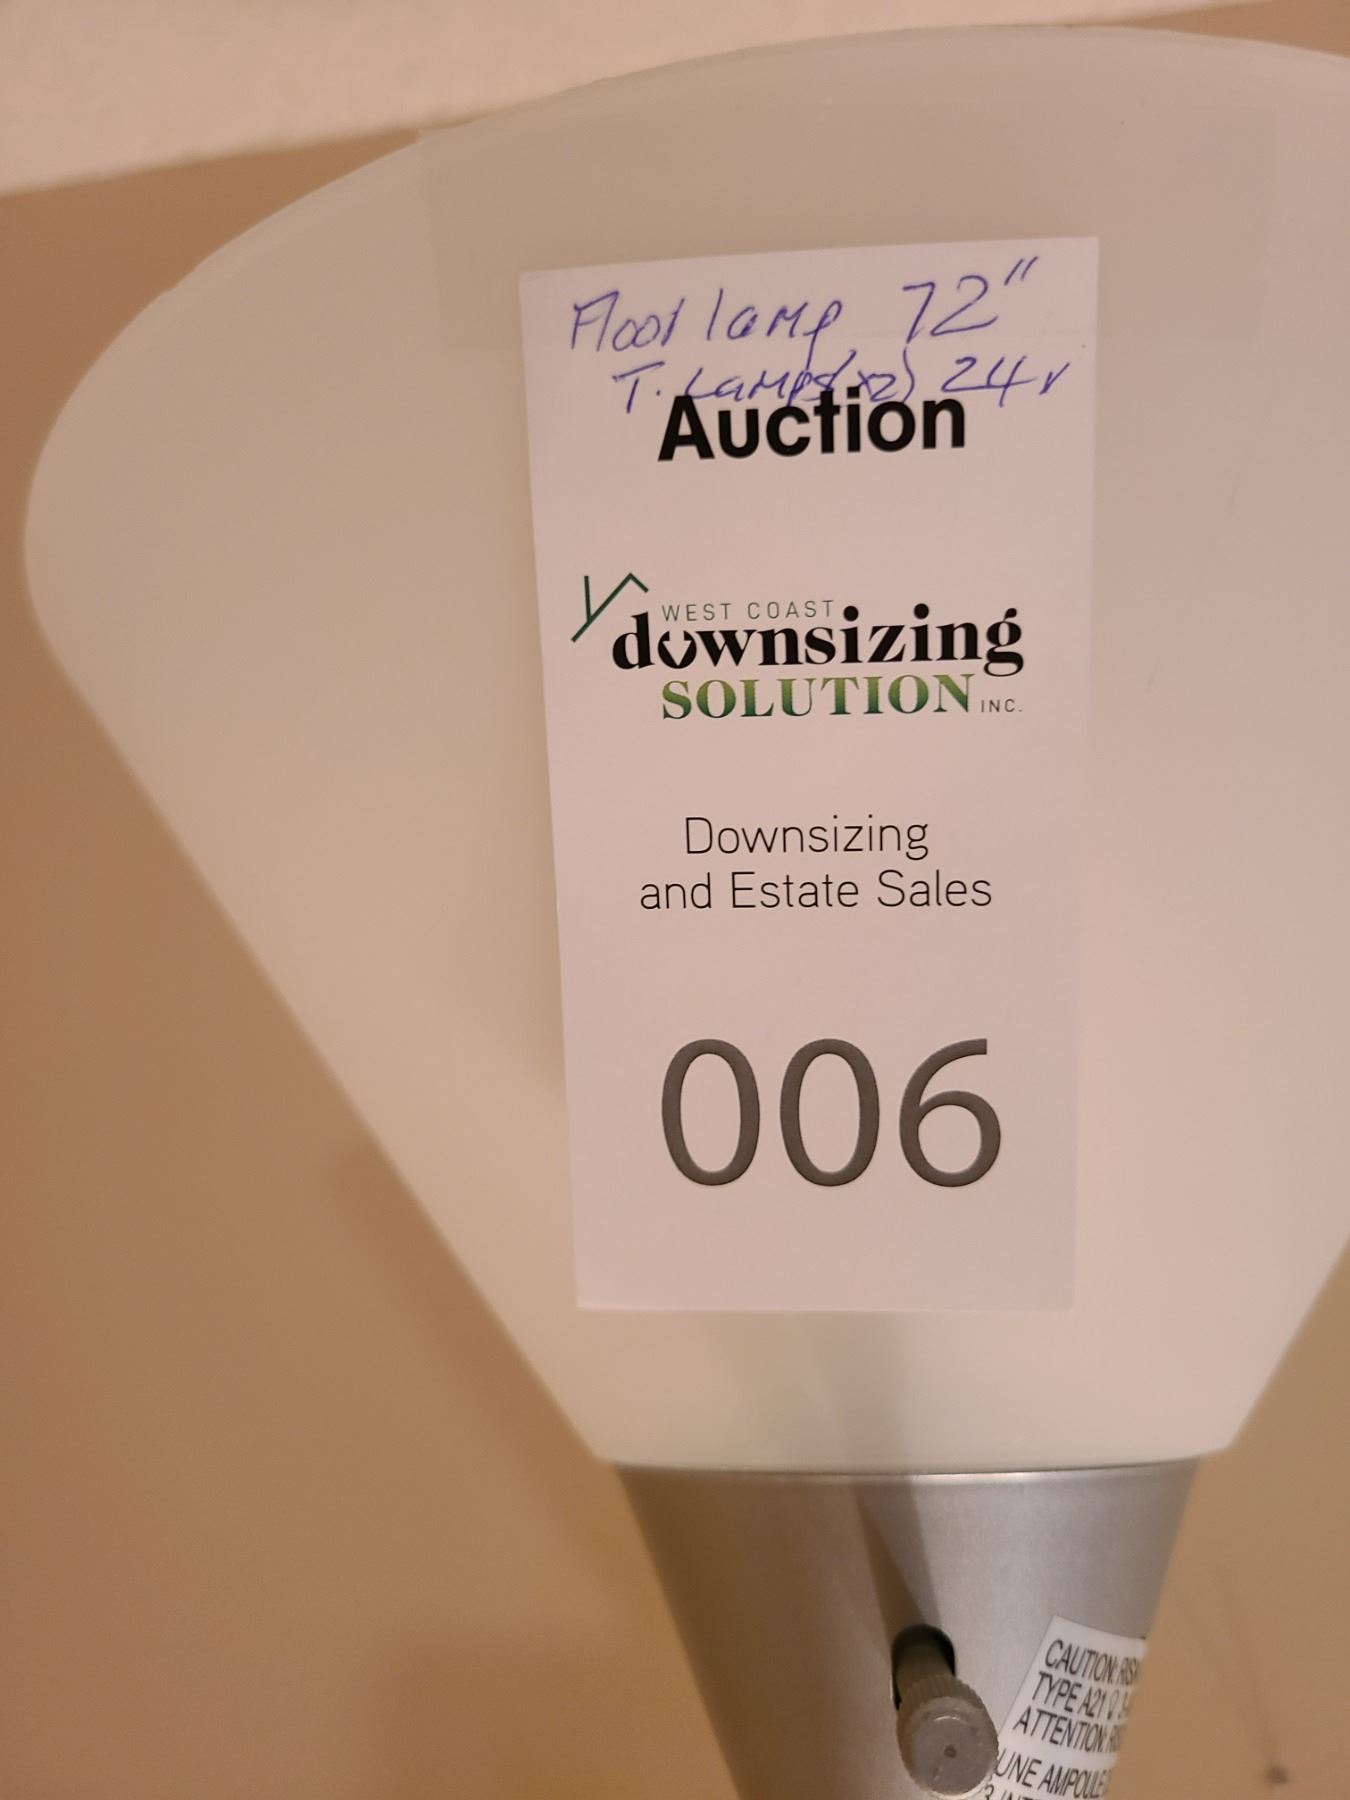 Floor lamp 72"
T. Lamps (x2) 24
Auction
WEST COAST
downsizing
SOLUTION INC.
Downsizing
and Estate Sales
006
CAUTION:
TYPE A21
ATTENTION:
UNE AMPOULE